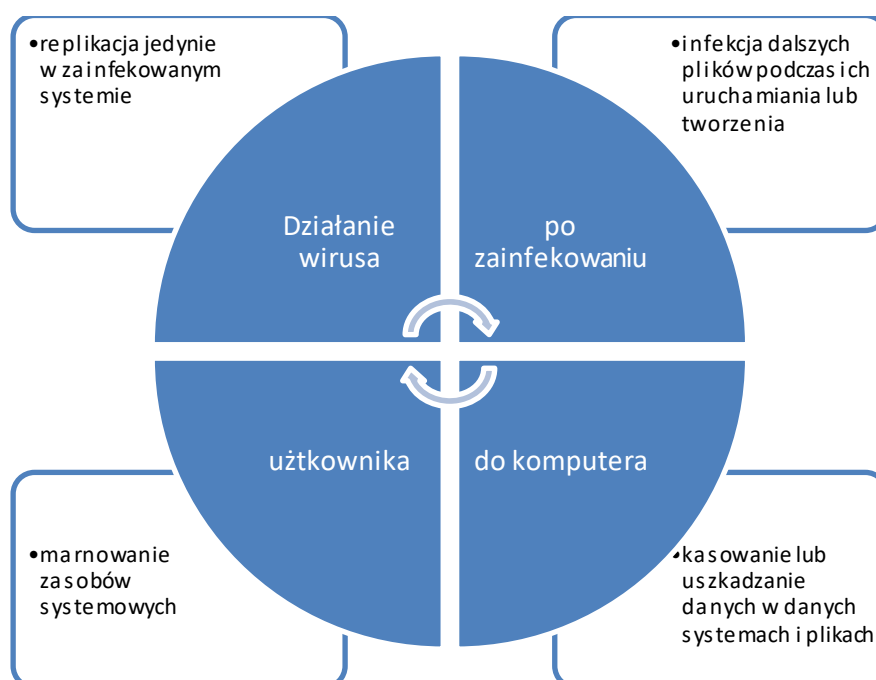 •replikacja jedynie
w zainfekowanym
systemie
•infekcja dalszych
plików podczas ich
uruchamiania lub
tworzenia
Działanie
wirusa
po
zainfekowaniu
użtkownika
do komputera
•marnowanie
zasobów
systemowych
•kasowanie lub
uszkadzanie
danych w danych
systemach i plikach